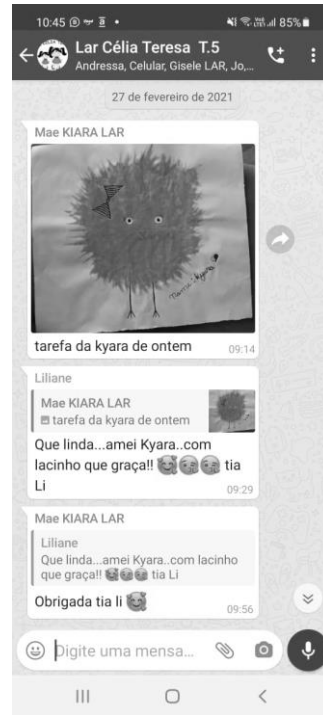 10:45
85%
Lar Célia Teresa T.5
Andressa, Celular, Gisele LAR, Jo,...
27 de fevereiro de 2021
Mae KIARA LAR
tarefa da kyara de ontem
09:14
Liliane
Mae KIARA LAR
tarefa da kyara de ontem
Que linda...amei Kyara..com
lacinho que graça!! 🥰😘😘 tia
Li
09:29
Mae KIARA LAR
Liliane
Que linda...amei Kyara..com lacinho
que graça!! 🥰😘😘 tia Li
Obrigada tia li 🥰
09:56
Digite uma mensa...